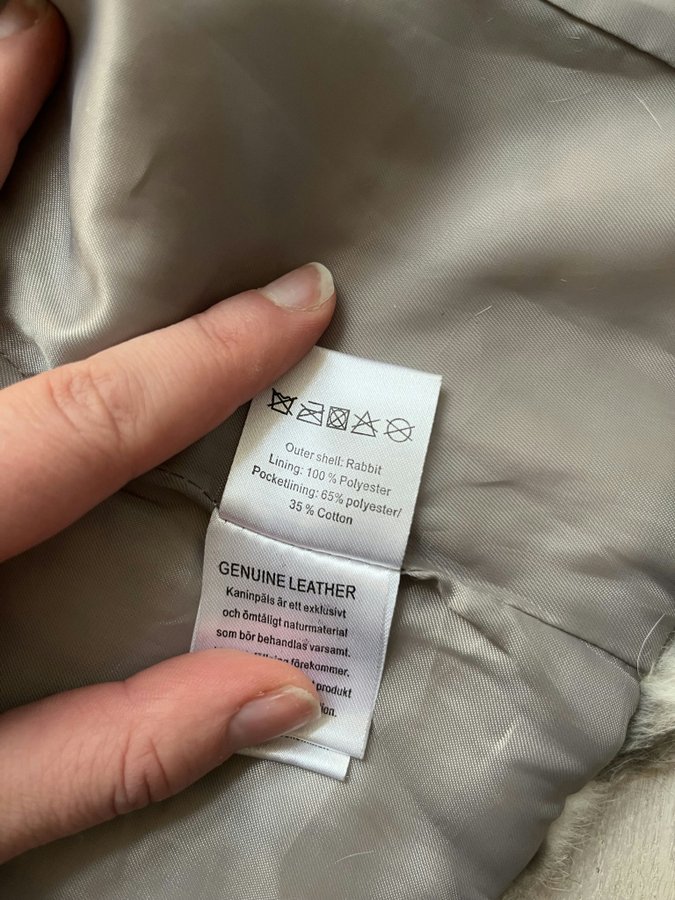 Outer shell: Rabbit
Lining: 100 % Polyester
Pocketlining: 65% polyester/
35 % Cotton
GENUINE LEATHER
Kaninpäls är ett exklusivt
och ömtåligt naturmaterial
som bör behandlas varsamt.
förekommer.
produkt